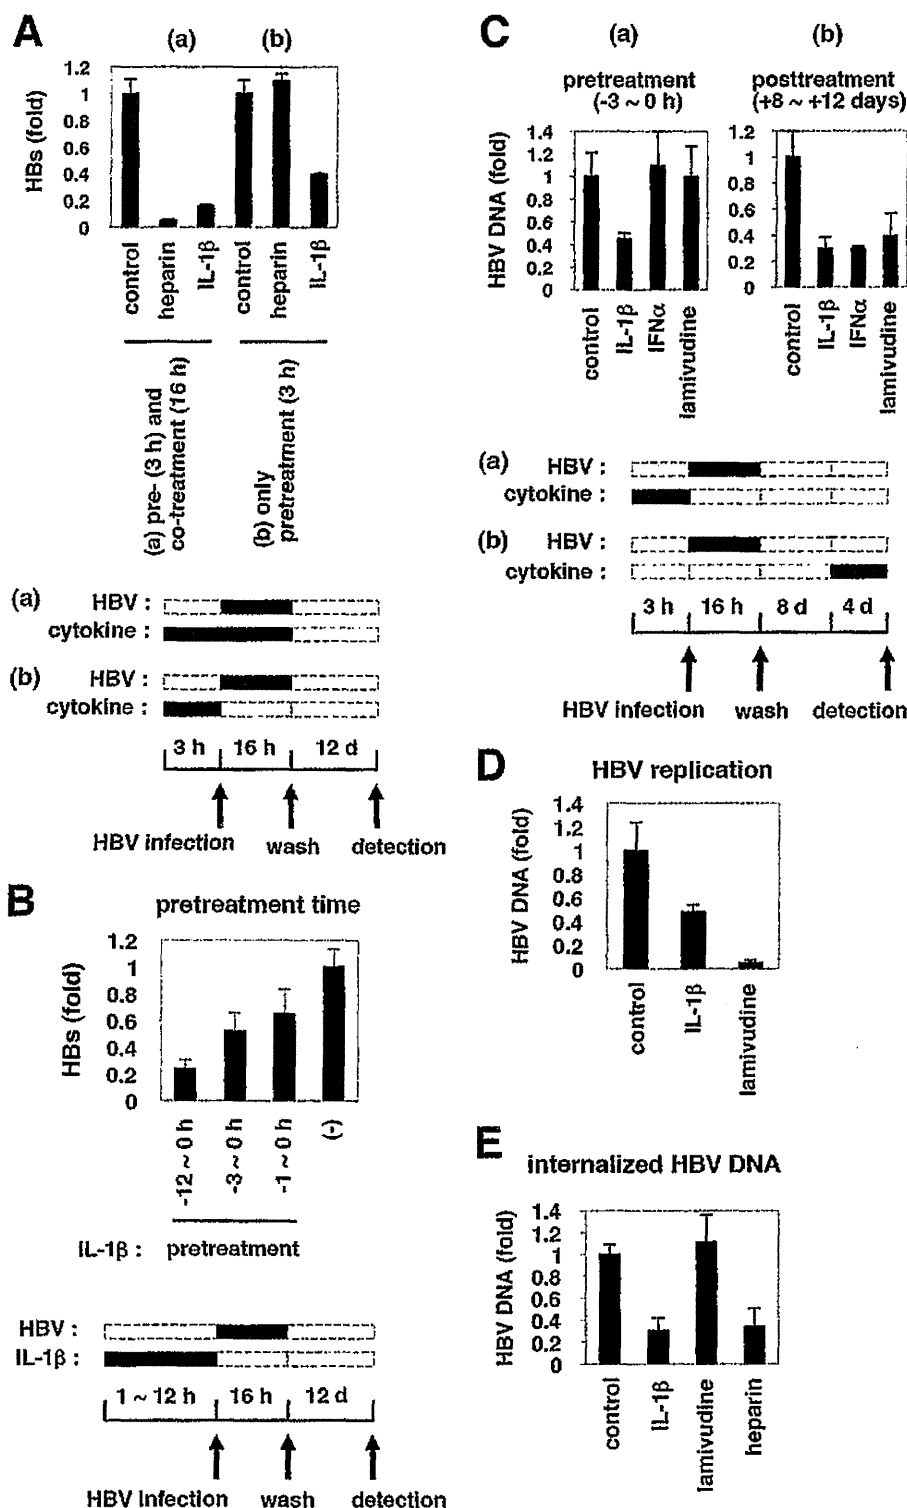 A
(a)
(b)
HBs (fold)
1.2
1
0.8
0.6
0.4
0.2
0
control
heparin
IL-1β
control
heparin
IL-1β
(a) pre- (3 h) and
co-treatment (16 h)
(b) only
pretreatment (3 h)
(a)
HBV :
cytokine :
(b)
HBV :
cytokine :
3 h
16 h
12 d
HBV infection
wash
detection
B
pretreatment time
HBs (fold)
1.2
1
0.8
0.6
0.4
0.2
0
-12 ~ 0 h
-3 ~ 0 h
-1 ~ 0 h
(-)
IL-1β : pretreatment
HBV :
IL-1β :
1 ~ 12 h
16 h
12 d
HBV infection
wash
detection
C
(a)
(b)
pretreatment
(-3 ~ 0 h)
posttreatment
(+8 ~ +12 days)
HBV DNA (fold)
1.4
1.2
1
0.8
0.6
0.4
0.2
0
control
IL-1β
IFNα
lamivudine
1.2
1
0.8
0.6
0.4
0.2
0
control
IL-1β
IFNα
lamivudine
(a)
HBV :
cytokine :
(b)
HBV :
cytokine :
3 h
16 h
8 d
4 d
HBV infection
wash
detection
D
HBV replication
HBV DNA (fold)
1.4
1.2
1
0.8
0.6
0.4
0.2
0
control
IL-1β
lamivudine
E
internalized HBV DNA
HBV DNA (fold)
1.4
1.2
1
0.8
0.6
0.4
0.2
0
control
IL-1β
lamivudine
heparin